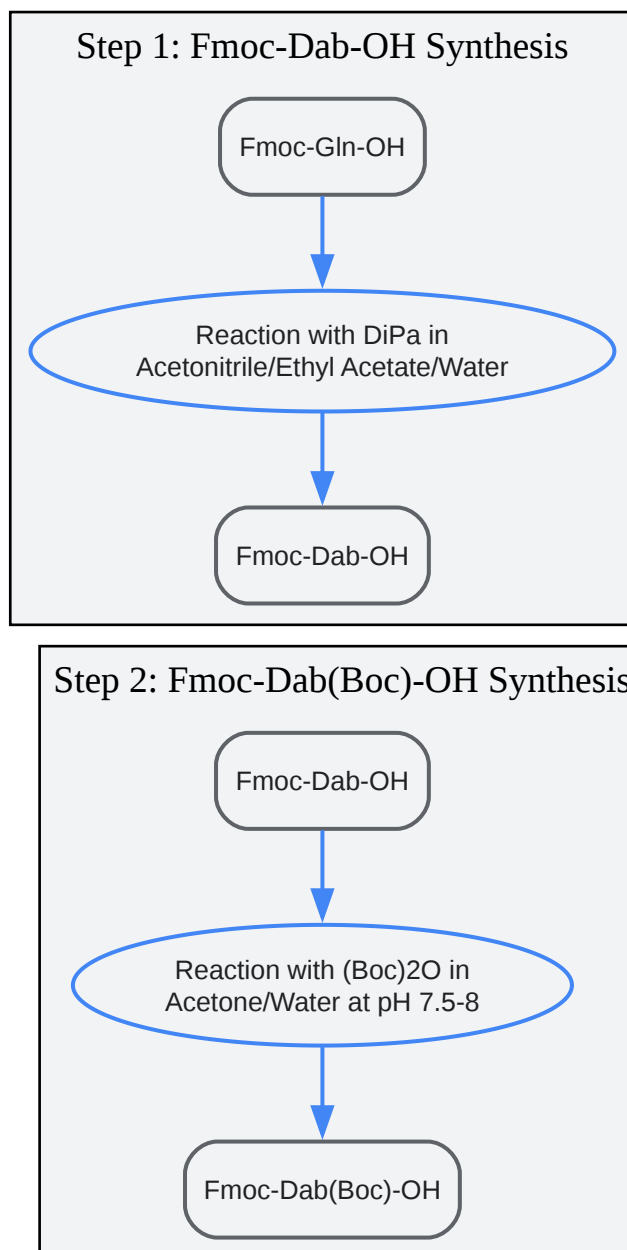 Step 1: Fmoc-Dab-OH Synthesis
Fmoc-Gln-OH
Reaction with DiPa in
Acetonitrile/Ethyl Acetate/Water
Fmoc-Dab-OH
Step 2: Fmoc-Dab(Boc)-OH Synthesis
Fmoc-Dab-OH
Reaction with (Boc)2O in
Acetone/Water at pH 7.5-8
Fmoc-Dab(Boc)-OH